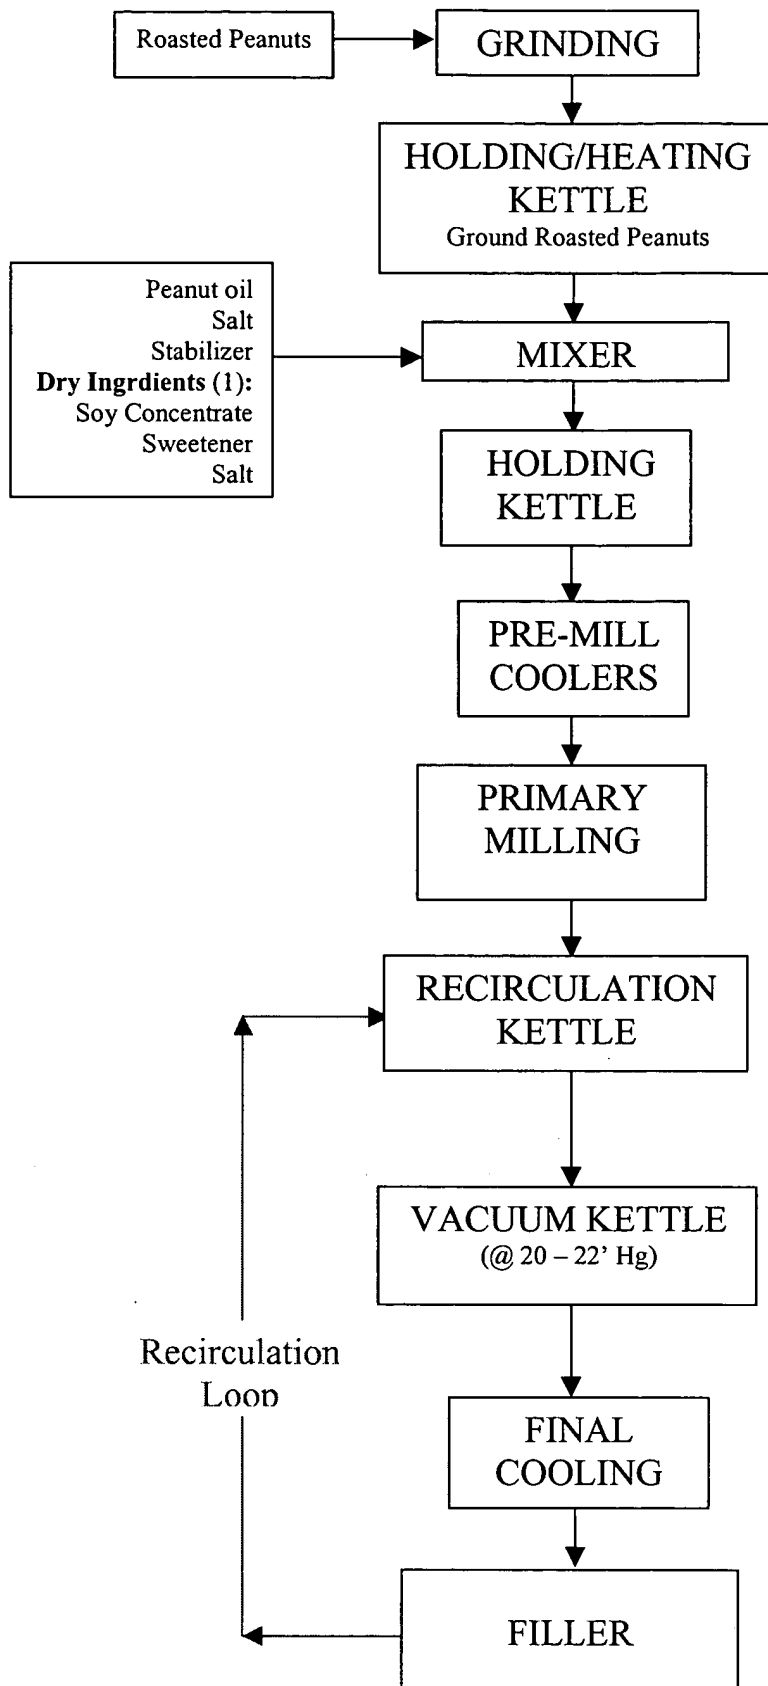 Roasted Peanuts
GRINDING
HOLDING/HEATING
KETTLE
Ground Roasted Peanuts
Peanut oil
Salt
Stabilizer
Dry Ingrdients (1):
Soy Concentrate
Sweetener
Salt
MIXER
HOLDING
KETTLE
PRE-MILL
COOLERS
PRIMARY
MILLING
RECIRCULATION
KETTLE
VACUUM KETTLE
(@ 20 – 22’ Hg)
Recirculation
Loop
FINAL
COOLING
FILLER